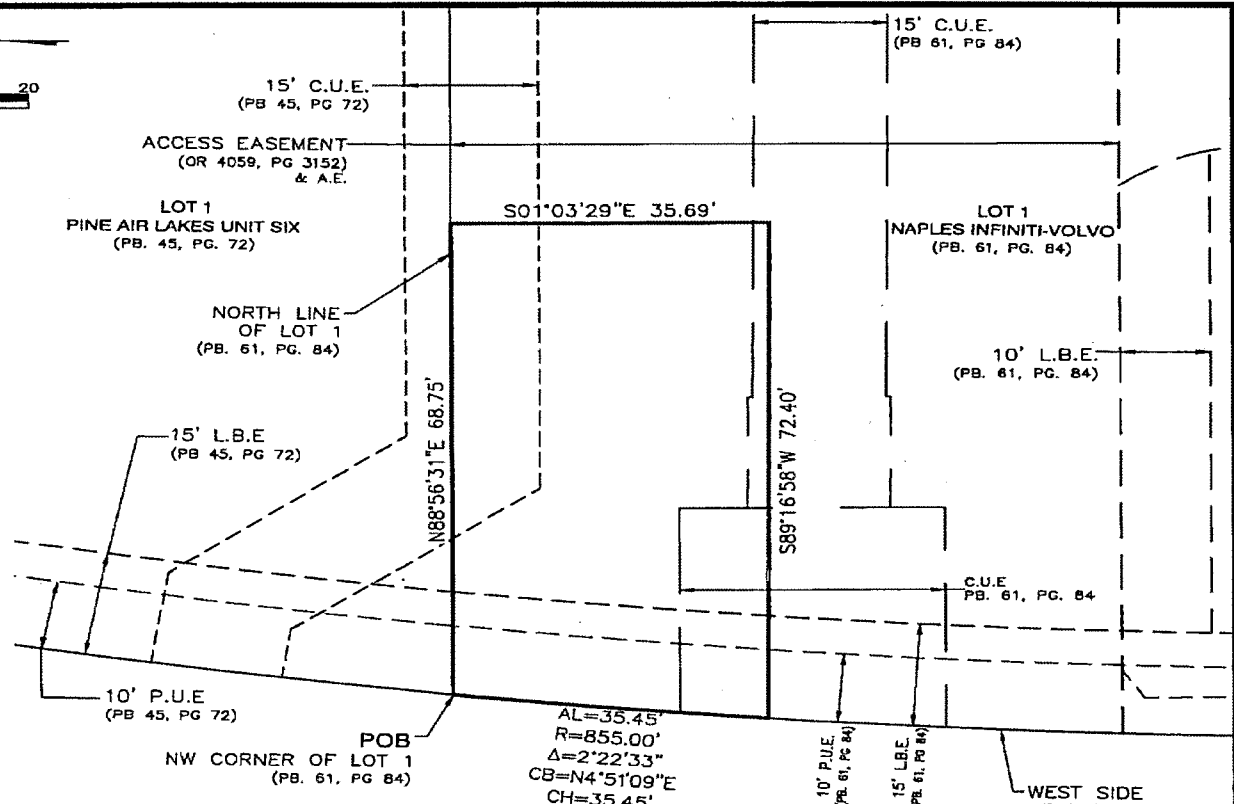 20
15' C.U.E.
(PB 61, PG 84)
15' C.U.E.
(PB 45, PG 72)
ACCESS EASEMENT
(OR 4059, PG 3152)
& A.E.
LOT 1
PINE AIR LAKES UNIT SIX
(PB. 45, PG. 72)
S01°03'29"E 35.69'
LOT 1
NAPLES INFINITI-VOLVO
(PB. 61, PG. 84)
NORTH LINE
OF LOT 1
(PB. 61, PG. 84)
10' L.B.E.
(PB. 61, PG. 84)
15' L.B.E
(PB 45, PG 72)
N88°56'31"E 68.75'
S89°16'58"W 72.40'
C.U.E
PB. 61, PG. 84
10' P.U.E
(PB 45, PG 72)
POB
NW CORNER OF LOT 1
(PB. 61, PG 84)
AL=35.45'
R=855.00'
Δ=2°22'33"
CB=N4°51'09"E
CH=35.45'
10' P.U.E.
(PB. 61, PG 84)
15' L.B.E.
(PB. 61, PG 84)
WEST SIDE